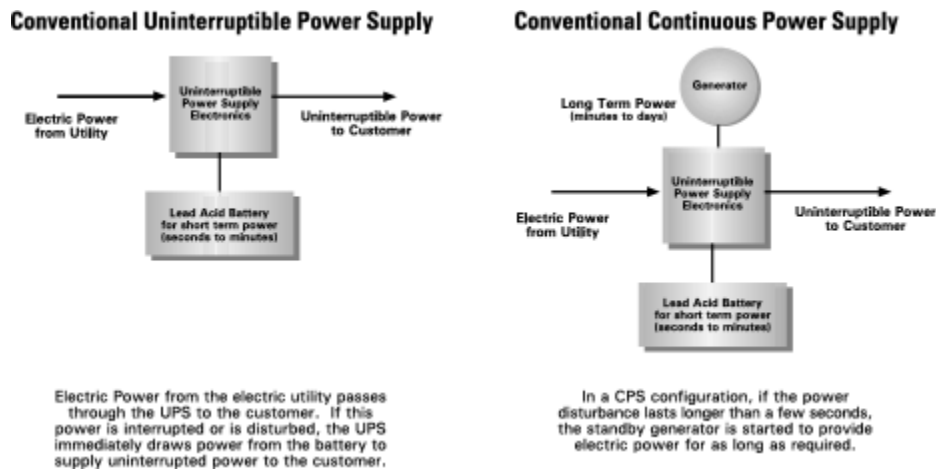 Conventional Uninterruptible Power Supply
Uninterruptible
Power Supply
Electronics
Electric Power
from Utility
Uninterruptible Power
to Customer
Lead Acid Battery
for short term power
(seconds to minutes)
Electric Power from the electric utility passes
through the UPS to the customer. If this
power is interrupted or is disturbed, the UPS
immediately draws power from the battery to
supply uninterrupted power to the customer.
Conventional Continuous Power Supply
Generator
Long Term Power
(minutes to days)
Uninterruptible
Power Supply
Electronics
Electric Power
from Utility
Uninterruptible Power
to Customer
Lead Acid Battery
for short term power
(seconds to minutes)
In a CPS configuration, if the power
disturbance lasts longer than a few seconds,
the standby generator is started to provide
electric power for as long as required.